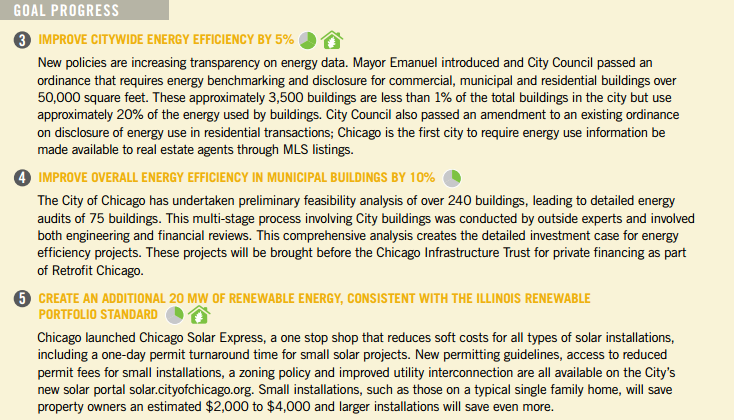 GOAL PROGRESS
3 IMPROVE CITYWIDE ENERGY EFFICIENCY BY 5%
New policies are increasing transparency on energy data. Mayor Emanuel introduced and City Council passed an
ordinance that requires energy benchmarking and disclosure for commercial, municipal and residential buildings over
50,000 square feet. These approximately 3,500 buildings are less than 1% of the total buildings in the city but use
approximately 20% of the energy used by buildings. City Council also passed an amendment to an existing ordinance
on disclosure of energy use in residential transactions; Chicago is the first city to require energy use information be
made available to real estate agents through MLS listings.
4 IMPROVE OVERALL ENERGY EFFICIENCY IN MUNICIPAL BUILDINGS BY 10%
The City of Chicago has undertaken preliminary feasibility analysis of over 240 buildings, leading to detailed energy
audits of 75 buildings. This multi-stage process involving City buildings was conducted by outside experts and involved
both engineering and financial reviews. This comprehensive analysis creates the detailed investment case for energy
efficiency projects. These projects will be brought before the Chicago Infrastructure Trust for private financing as part
of Retrofit Chicago.
5 CREATE AN ADDITIONAL 20 MW OF RENEWABLE ENERGY, CONSISTENT WITH THE ILLINOIS RENEWABLE
PORTFOLIO STANDARD
Chicago launched Chicago Solar Express, a one stop shop that reduces soft costs for all types of solar installations,
including a one-day permit turnaround time for small solar projects. New permitting guidelines, access to reduced
permit fees for small installations, a zoning policy and improved utility interconnection are all available on the City's
new solar portal solar.cityofchicago.org. Small installations, such as those on a typical single family home, will save
property owners an estimated $2,000 to $4,000 and larger installations will save even more.